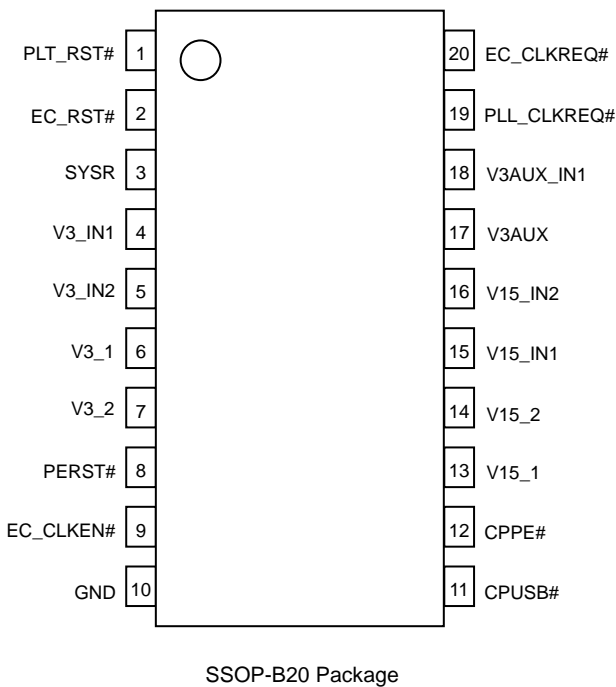 PLT_RST# 1 20 EC_CLKREQ#
EC_RST# 2 19 PLL_CLKREQ#
SYSR 3 18 V3AUX_IN1
V3_IN1 4 17 V3AUX
V3_IN2 5 16 V15_IN2
V3_1 6 15 V15_IN1
V3_2 7 14 V15_2
PERST# 8 13 V15_1
EC_CLKEN# 9 12 CPPE#
GND 10 11 CPUSB#
SSOP-B20 Package